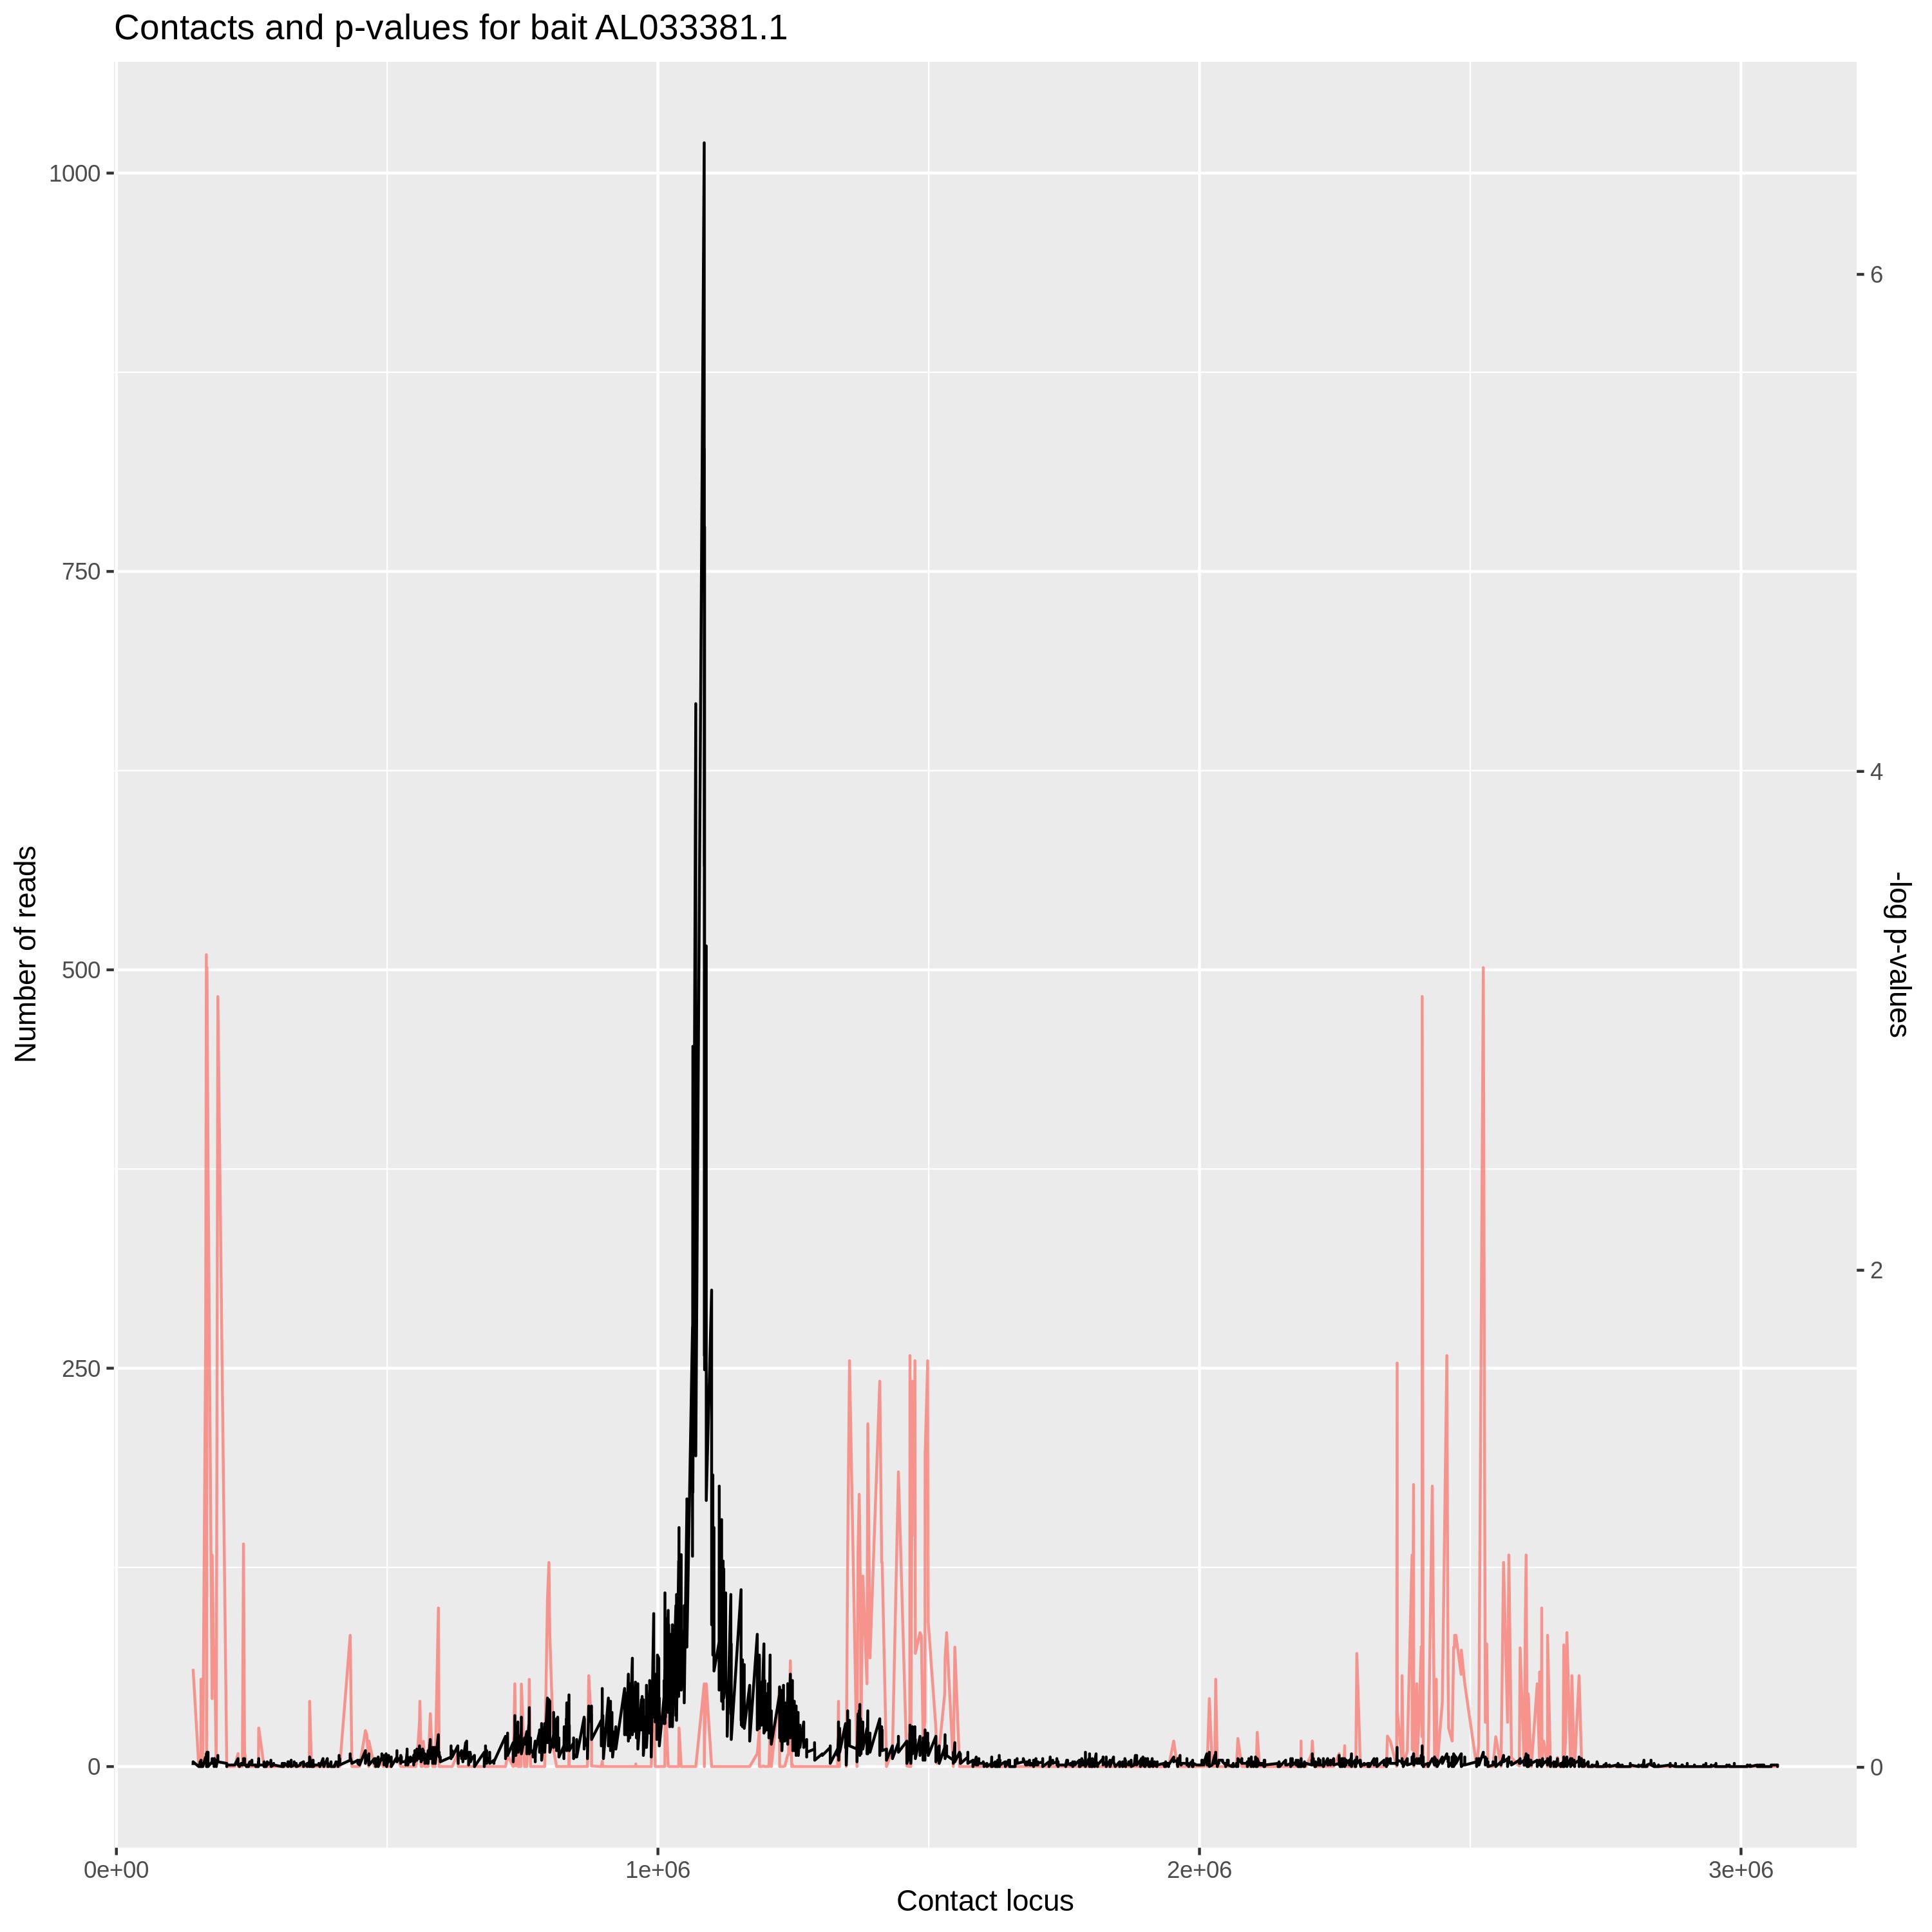 Contacts and p-values for bait AL033381.1
1000
750
500
250
0
Number of reads
6
4
2
0
-log p-values
0e+00
1e+06
2e+06
3e+06
Contact locus